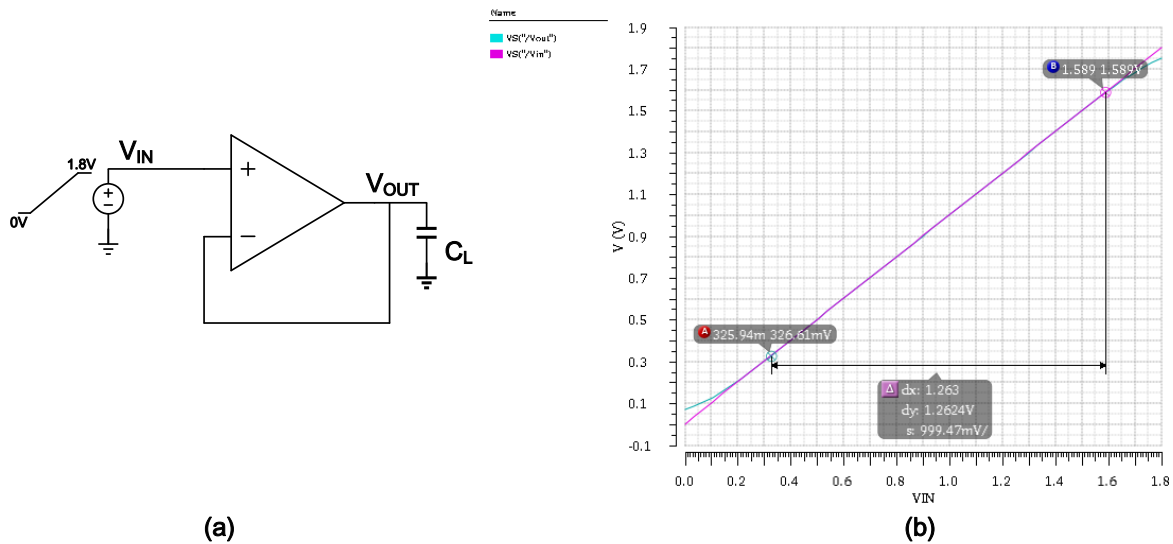 Name
VS("/Vout")
VS("/Vin")
1.8V
0V
VIN
+
−
+
−
VOUT
CL
(a)
V (V)
1.9
1.7
1.5
1.3
1.1
0.9
0.7
0.5
0.3
0.1
-0.1
B 1.589 1.589V
A 325.94m 326.61mV
Δ dx: 1.263
dy: 1.2624V
s: 999.47mV/
0.0 0.2 0.4 0.6 0.8 1.0 1.2 1.4 1.6 1.8
VIN
(b)